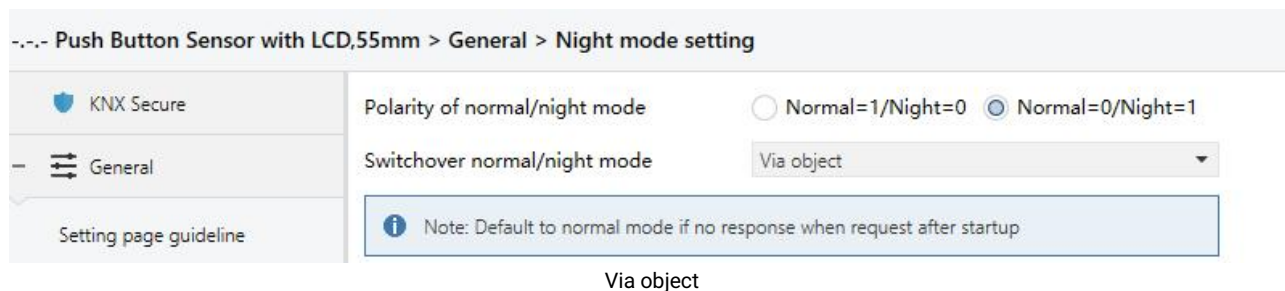 -.-.- Push Button Sensor with LCD,55mm > General > Night mode setting
KNX Secure
Polarity of normal/night mode Normal=1/Night=0 Normal=0/Night=1
General
Switchover normal/night mode Via object
Setting page guideline
Note: Default to normal mode if no response when request after startup
Via object